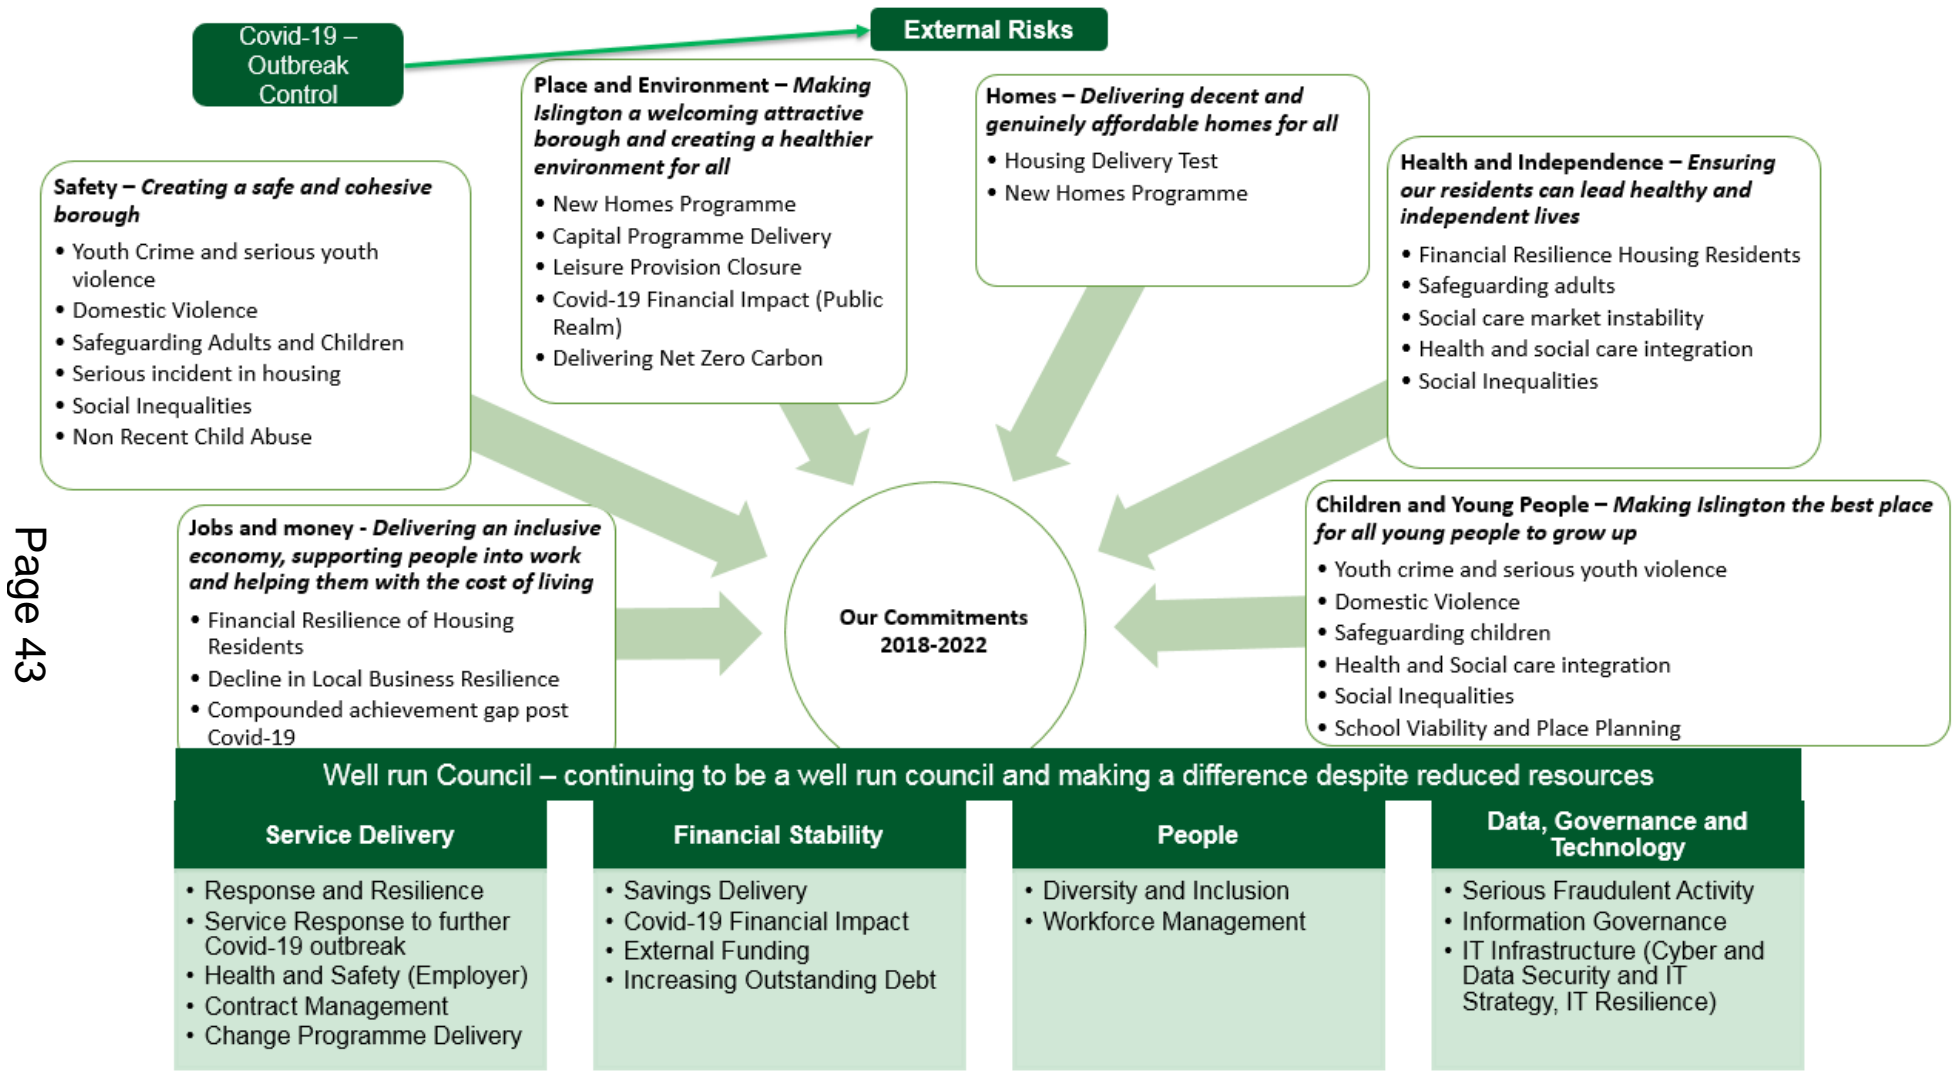 Covid-19 –
Outbreak
Control
External Risks
Place and Environment – Making
Islington a welcoming attractive
borough and creating a healthier
environment for all
• New Homes Programme
• Capital Programme Delivery
• Leisure Provision Closure
• Covid-19 Financial Impact (Public
Realm)
• Delivering Net Zero Carbon
Homes – Delivering decent and
genuinely affordable homes for all
• Housing Delivery Test
• New Homes Programme
Safety – Creating a safe and cohesive
borough
• Youth Crime and serious youth
violence
• Domestic Violence
• Safeguarding Adults and Children
• Serious incident in housing
• Social Inequalities
• Non Recent Child Abuse
Health and Independence – Ensuring
our residents can lead healthy and
independent lives
• Financial Resilience Housing Residents
• Safeguarding adults
• Social care market instability
• Health and social care integration
• Social Inequalities
Jobs and money - Delivering an inclusive
economy, supporting people into work
and helping them with the cost of living
• Financial Resilience of Housing
Residents
• Decline in Local Business Resilience
• Compounded achievement gap post
Covid-19
Our Commitments
2018-2022
Children and Young People – Making Islington the best place
for all young people to grow up
• Youth crime and serious youth violence
• Domestic Violence
• Safeguarding children
• Health and Social care integration
• Social Inequalities
• School Viability and Place Planning
Page 43
Well run Council – continuing to be a well run council and making a difference despite reduced resources
Service Delivery
• Response and Resilience
• Service Response to further
Covid-19 outbreak
• Health and Safety (Employer)
• Contract Management
• Change Programme Delivery
Financial Stability
• Savings Delivery
• Covid-19 Financial Impact
• External Funding
• Increasing Outstanding Debt
People
• Diversity and Inclusion
• Workforce Management
Data, Governance and
Technology
• Serious Fraudulent Activity
• Information Governance
• IT Infrastructure (Cyber and
Data Security and IT
Strategy, IT Resilience)